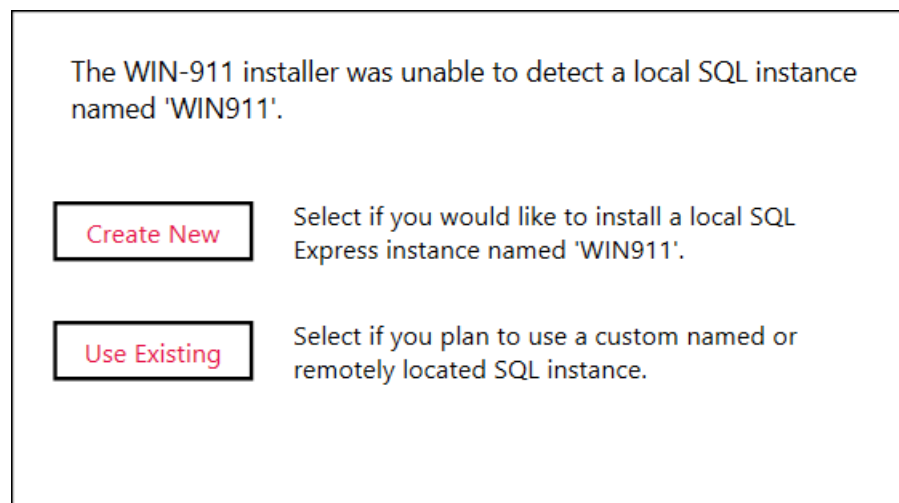 The WIN-911 installer was unable to detect a local SQL instance
named 'WIN911'.
Create New
Select if you would like to install a local SQL
Express instance named 'WIN911'.
Use Existing
Select if you plan to use a custom named or
remotely located SQL instance.